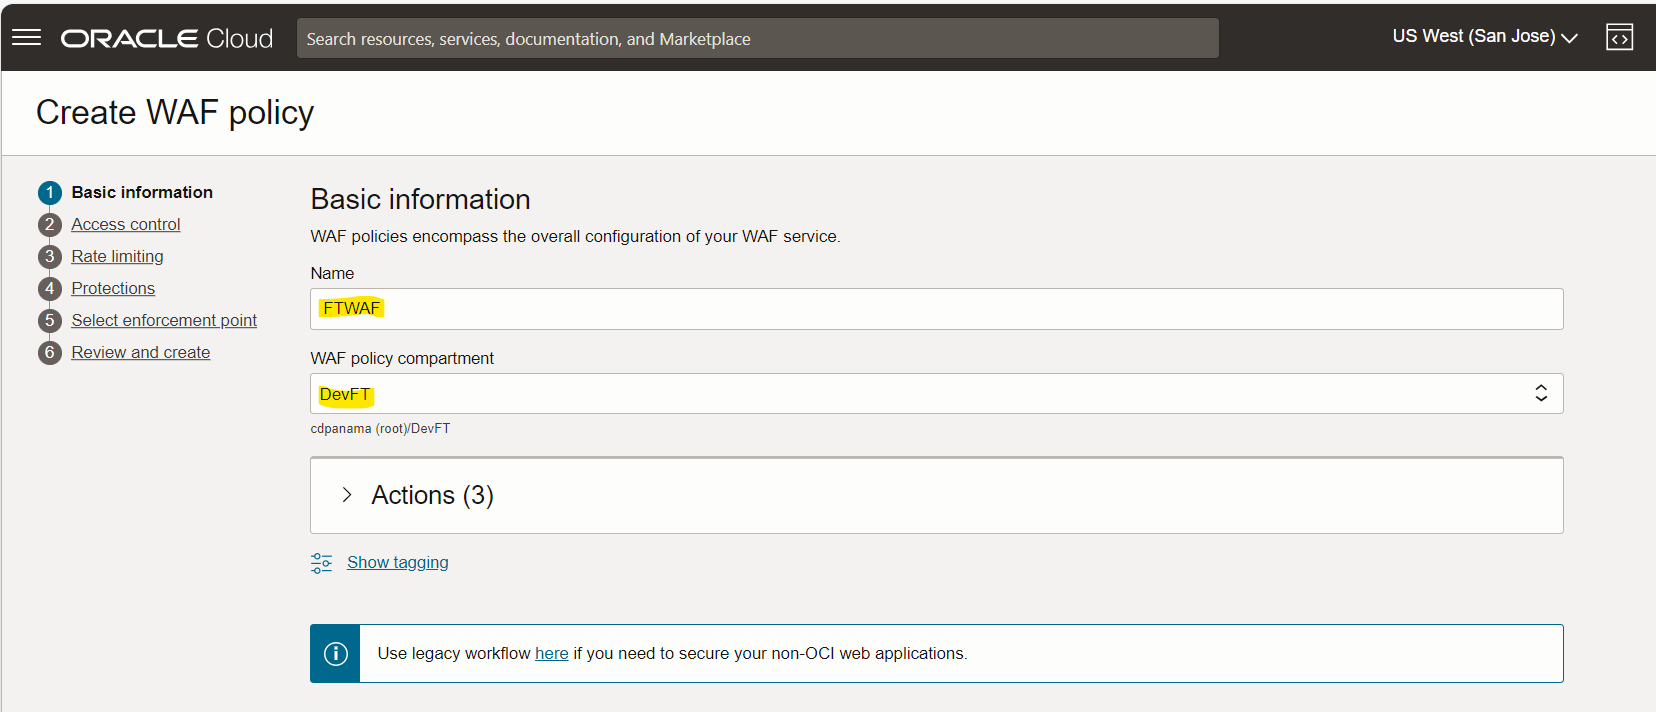 ORACLE Cloud
Search resources, services, documentation, and Marketplace
US West (San Jose)
Create WAF policy
1 Basic information
2 Access control
3 Rate limiting
4 Protections
5 Select enforcement point
6 Review and create
Basic information
WAF policies encompass the overall configuration of your WAF service.
Name
FTWAF
WAF policy compartment
DevFT
cdpanama (root)/DevFT
Actions (3)
Show tagging
Use legacy workflow here if you need to secure your non-OCI web applications.